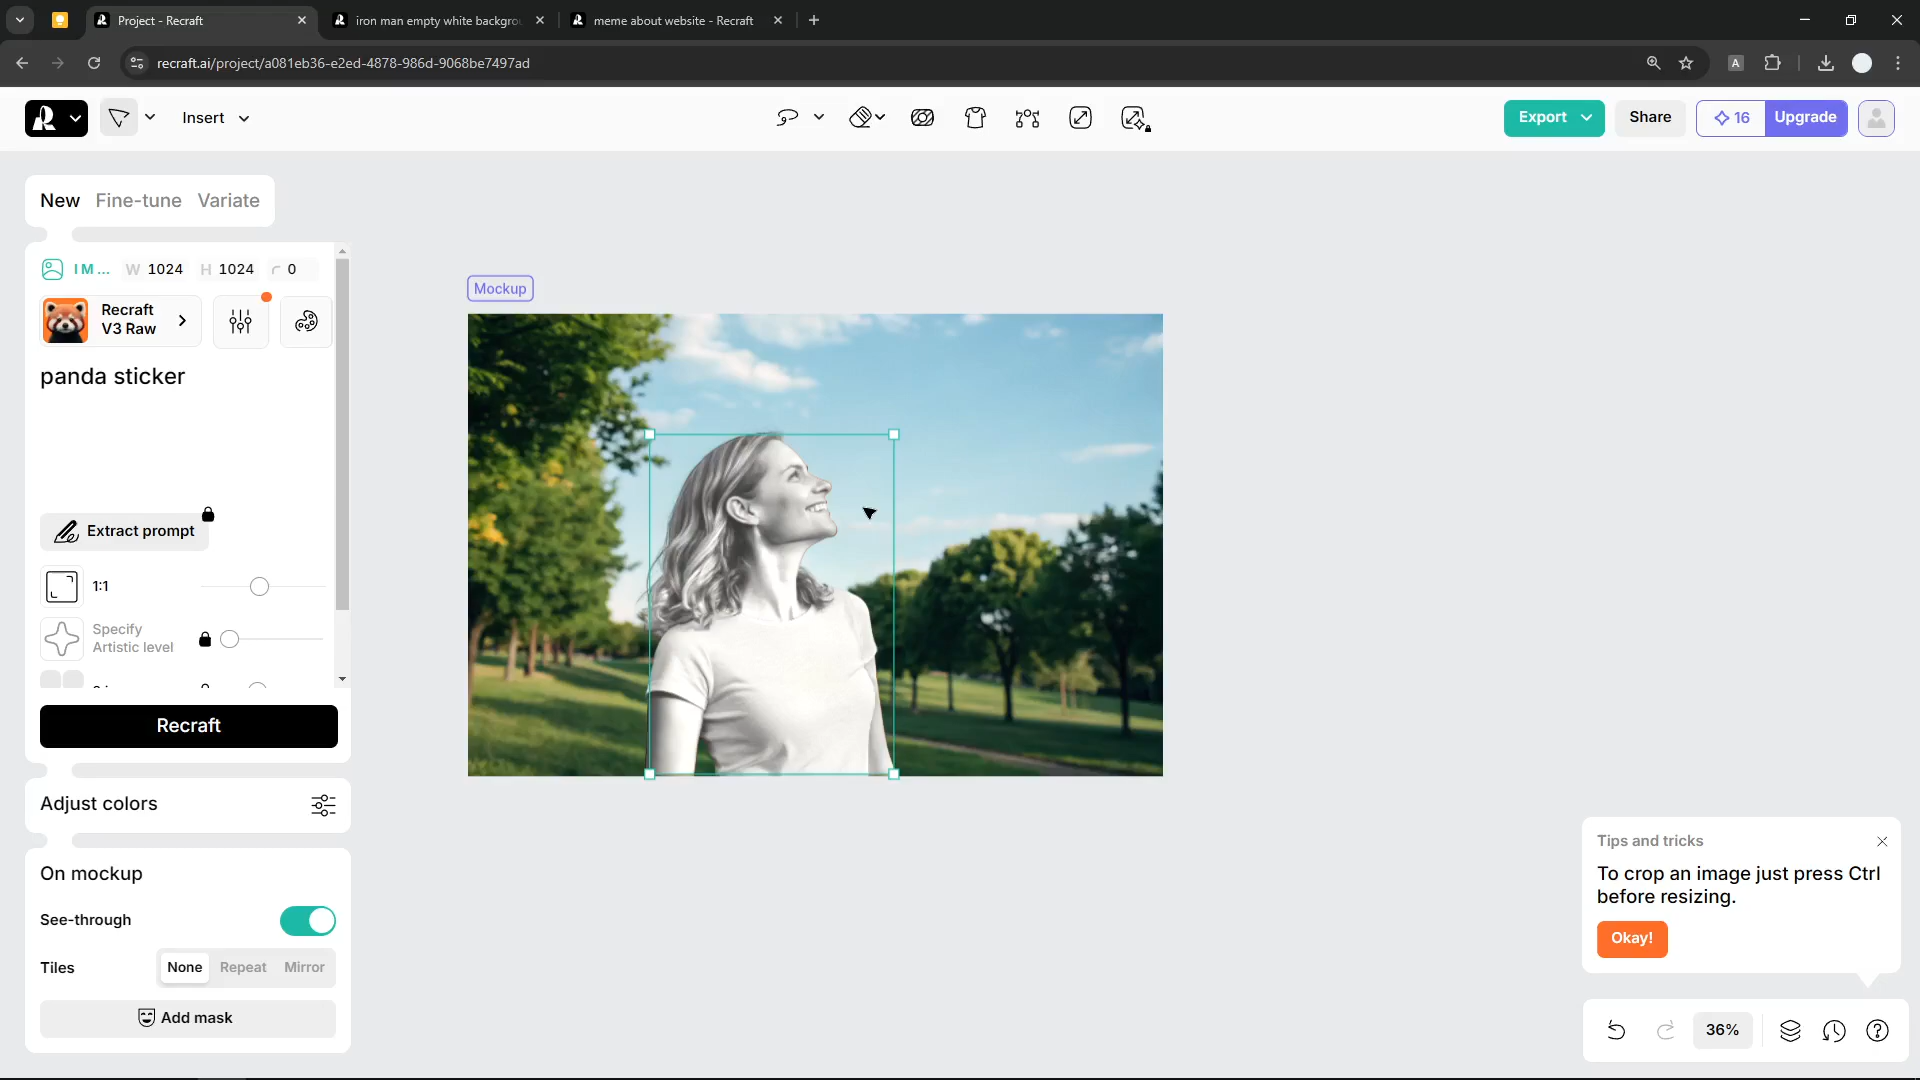 Project - Recraft
iron man empty white backgrou
meme about website - Recraft
recraft.ai/project/a081eb36-e2ed-4878-986d-9068be7497ad
A
Insert
Export
Share
16
Upgrade
New
Fine-tune
Variate
I M ...
W 1024
H 1024
0
Recraft
V3 Raw
panda sticker
Extract prompt
1:1
Specify
Artistic level
Recraft
Adjust colors
On mockup
See-through
Tiles
None
Repeat
Mirror
Add mask
Mockup
Tips and tricks
To crop an image just press Ctrl
before resizing.
Okay!
36%